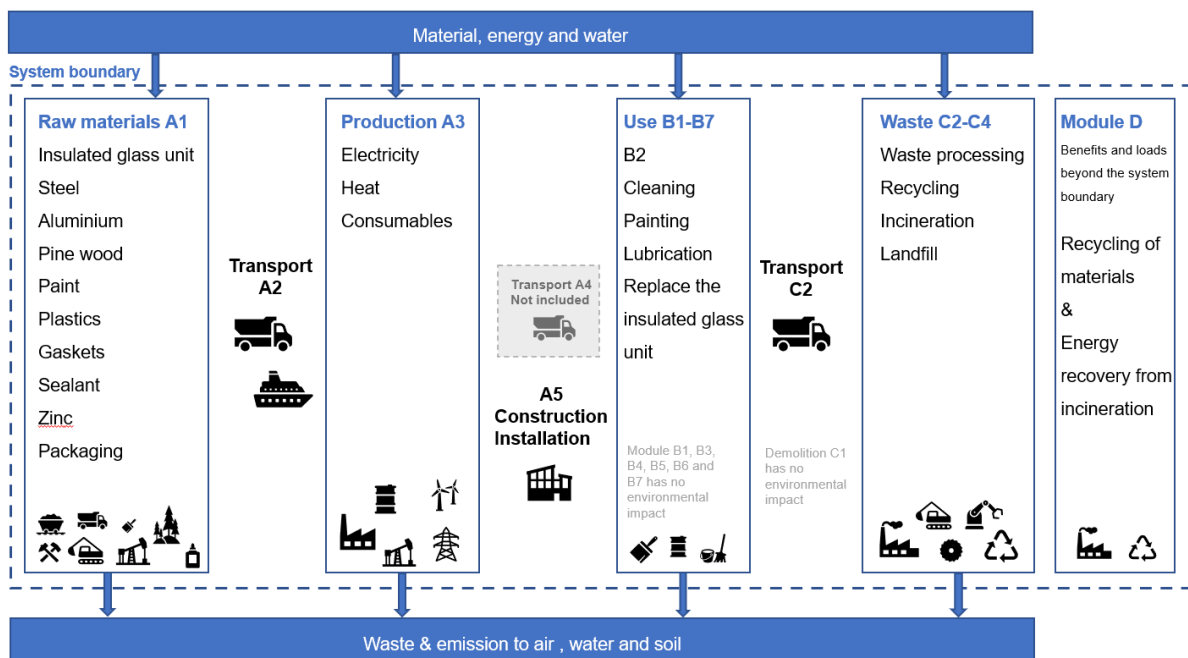 Material, energy and water
System boundary
Raw materials A1
Insulated glass unit
Steel
Aluminium
Pine wood
Paint
Plastics
Gaskets
Sealant
Zinc
Packaging
Transport
A2
Production A3
Electricity
Heat
Consumables
Transport A4
Not included
A5
Construction
Installation
Use B1-B7
B2
Cleaning
Painting
Lubrication
Replace the
insulated glass
unit
Module B1, B3,
B4, B5, B6 and
B7 has no
environmental
impact
Transport
C2
Demolition C1
has no
environmental
impact
Waste C2-C4
Waste processing
Recycling
Incineration
Landfill
Module D
Benefits and loads
beyond the system
boundary
Recycling of
materials
&
Energy
recovery from
incineration
Waste & emission to air , water and soil